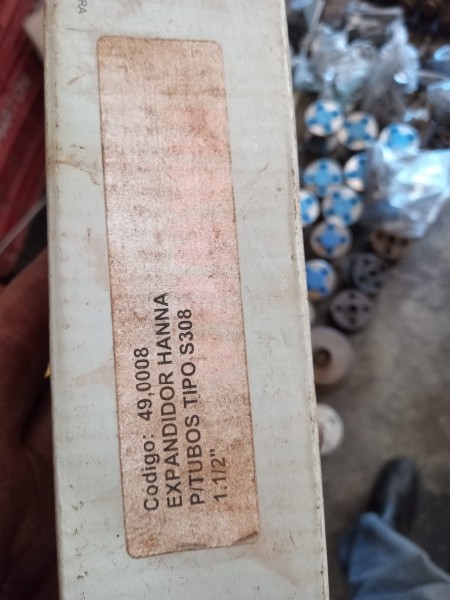 Codigo: 49,0008
EXPANDIDOR HANNA
P/TUBOS TIPO S308
1.1/2"